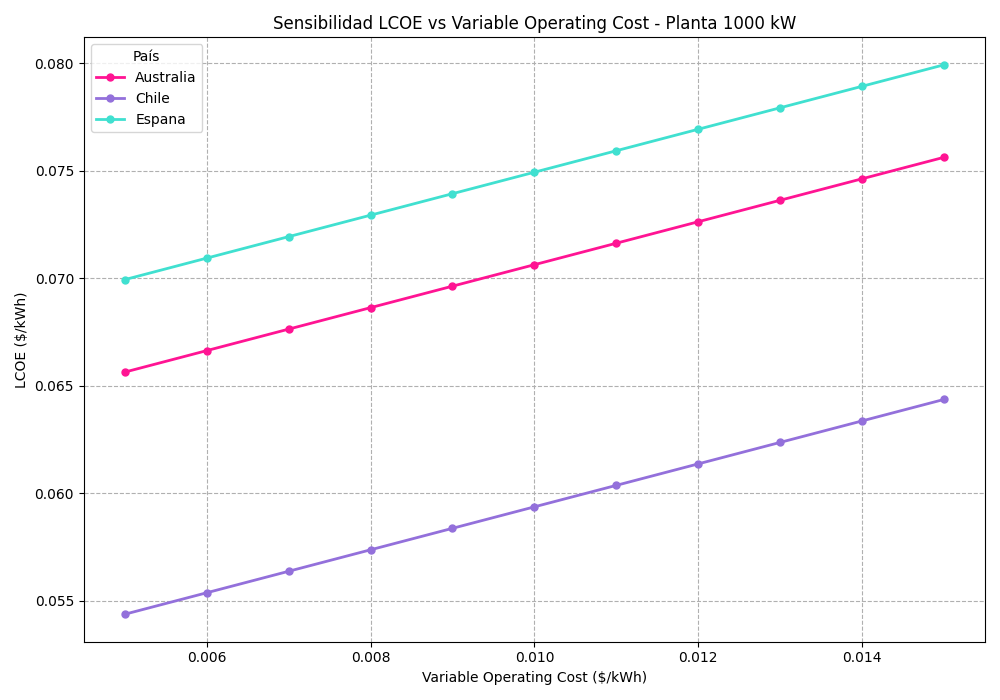 Sensibilidad LCOE vs Variable Operating Cost - Planta 1000 kW
País
Australia
Chile
Espana
LCOE ($/kWh)
0.080
0.075
0.070
0.065
0.060
0.055
0.006 0.008 0.010 0.012 0.014
Variable Operating Cost ($/kWh)